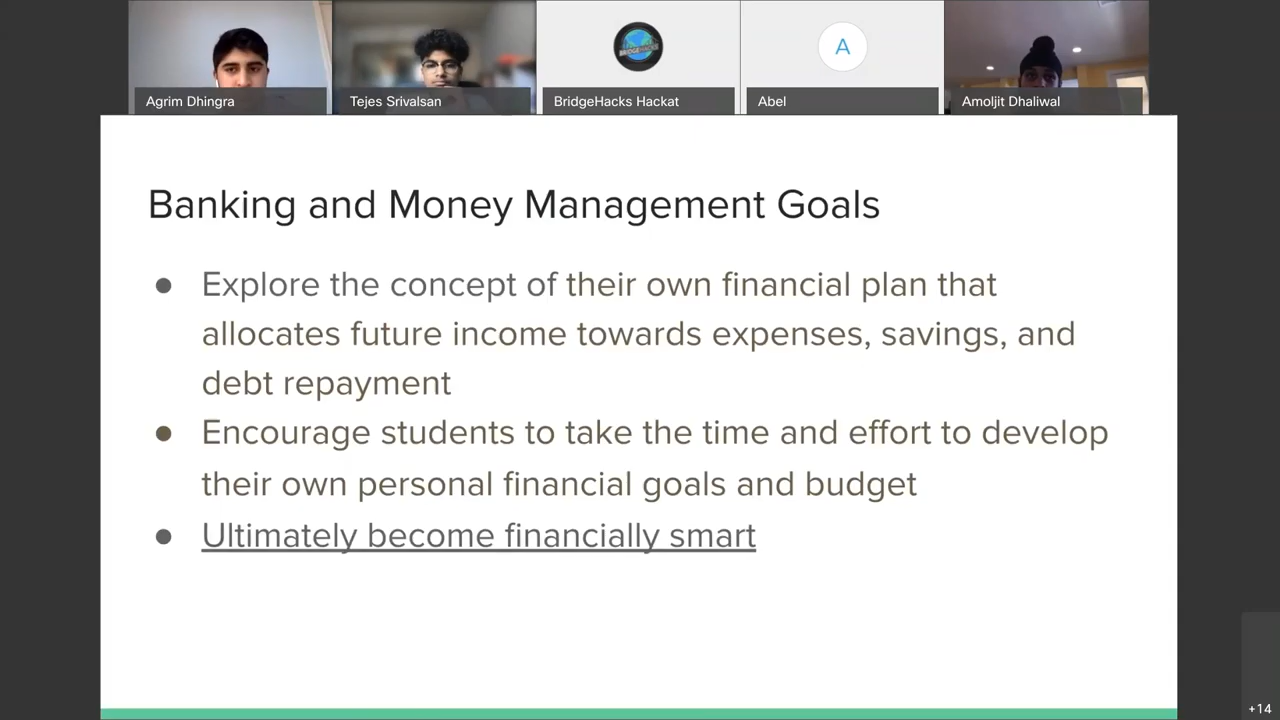 Agrim Dhingra
Tejes Srivalsan
BridgeHacks Hackat
Abel
Amoljit Dhaliwal
BRIDGEHACKS
A
Banking and Money Management Goals
● Explore the concept of their own financial plan that
allocates future income towards expenses, savings, and
debt repayment
● Encourage students to take the time and effort to develop
their own personal financial goals and budget
● Ultimately become financially smart
+14